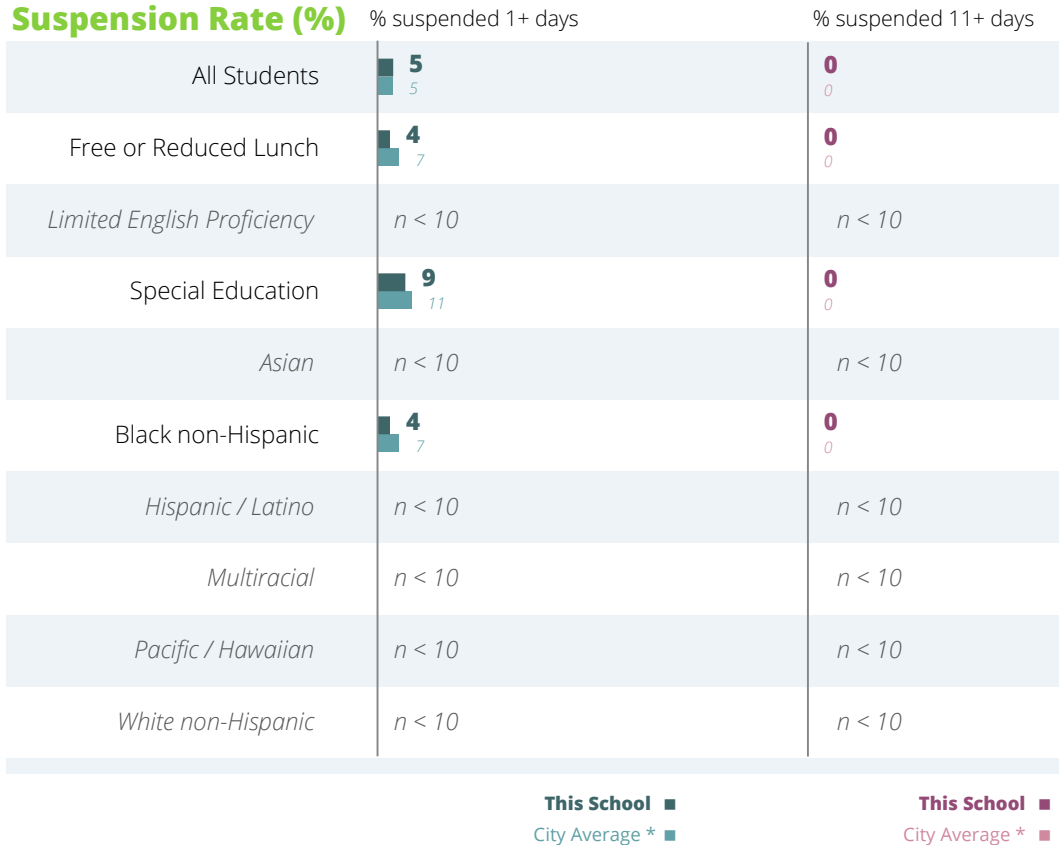 Suspension Rate (%) % suspended 1+ days % suspended 11+ days
All Students 5 0
5 0
Free or Reduced Lunch 4 0
7 0
Limited English Proficiency n < 10 n < 10
Special Education 9 0
11 0
Asian n < 10 n < 10
Black non-Hispanic 4 0
7 0
Hispanic / Latino n < 10 n < 10
Multiracial n < 10 n < 10
Pacific / Hawaiian n < 10 n < 10
White non-Hispanic n < 10 n < 10
This School This School
City Average * City Average *